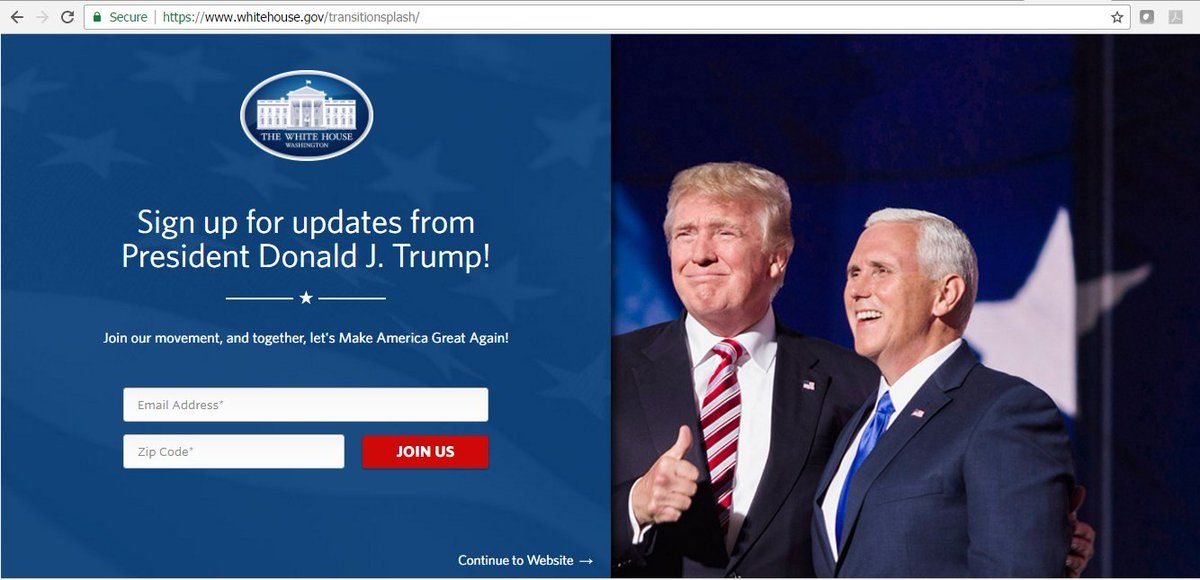 Secure | https://www.whitehouse.gov/transitionsplash/
THE WHITE HOUSE
WASHINGTON
Sign up for updates from
President Donald J. Trump!
Join our movement, and together, let's Make America Great Again!
Email Address*
Zip Code*
JOIN US
Continue to Website →